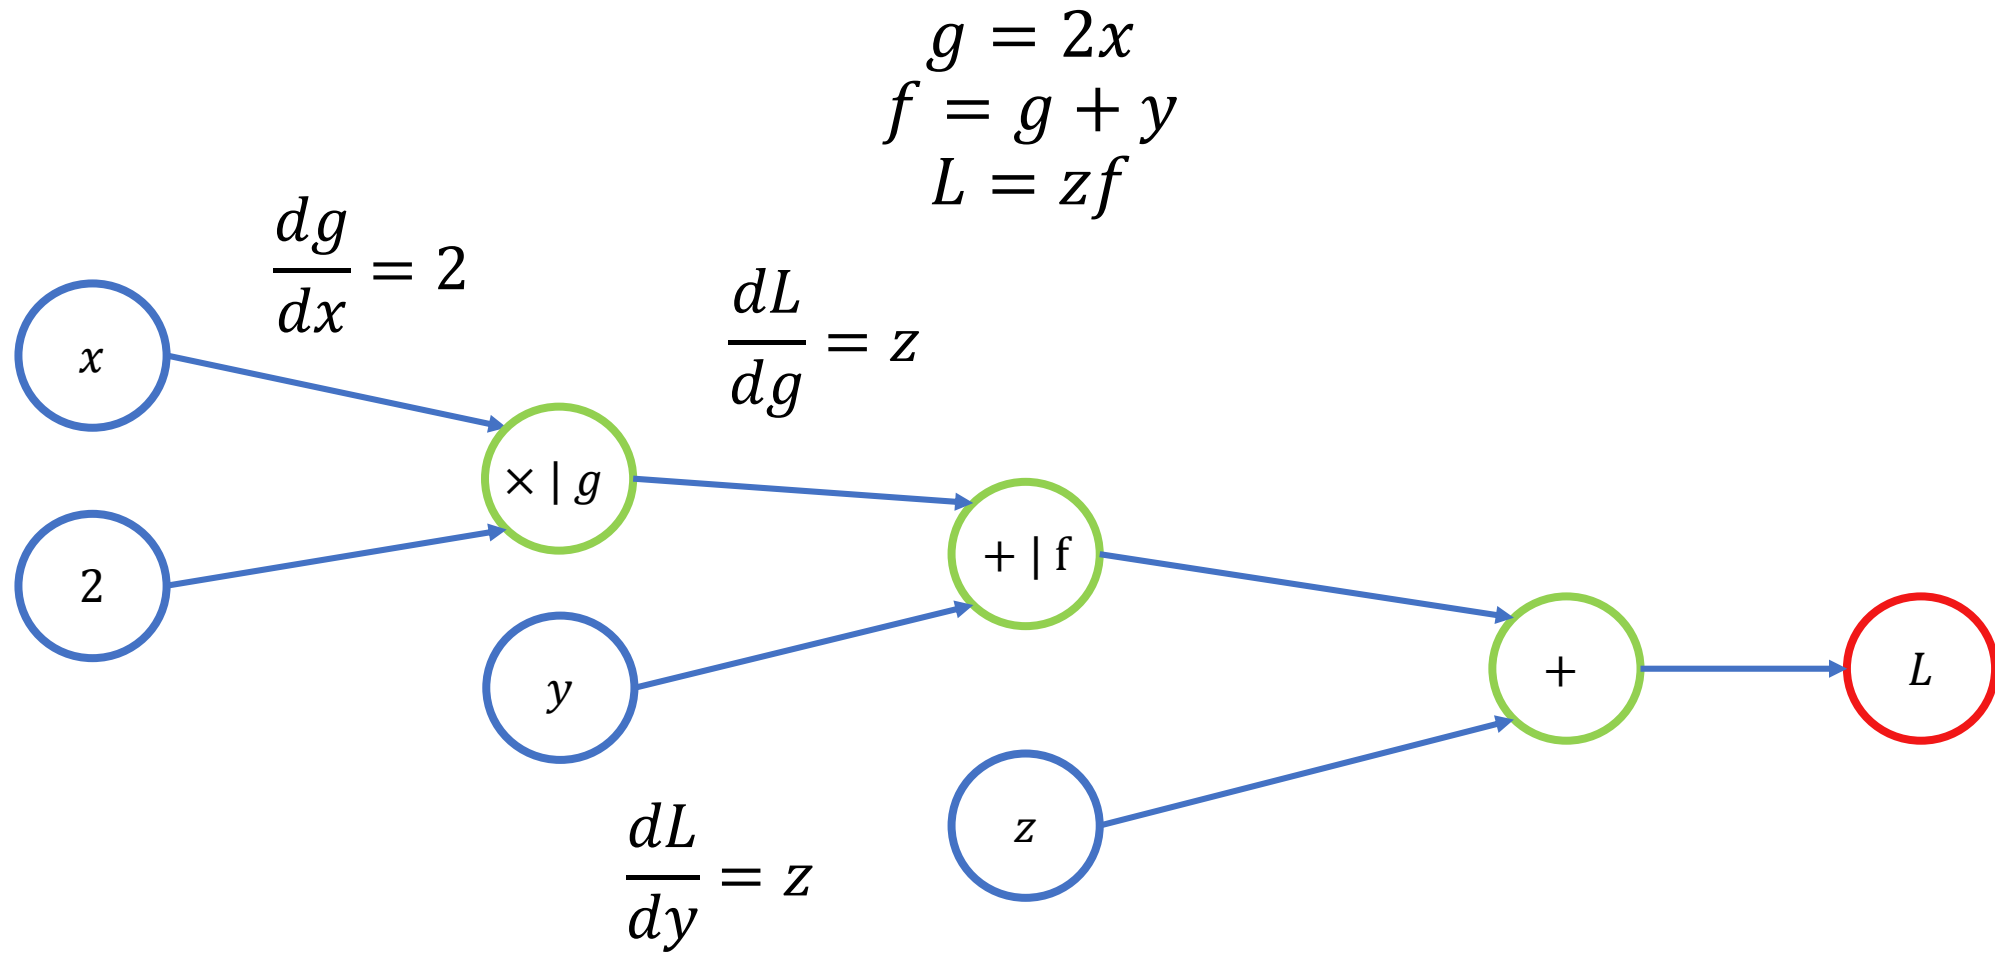 g = 2x
f = g + y
L = zf
dg/dx = 2
dL/dg = z
x
× | g
2
+ | f
y
+
L
z
dL/dy = z